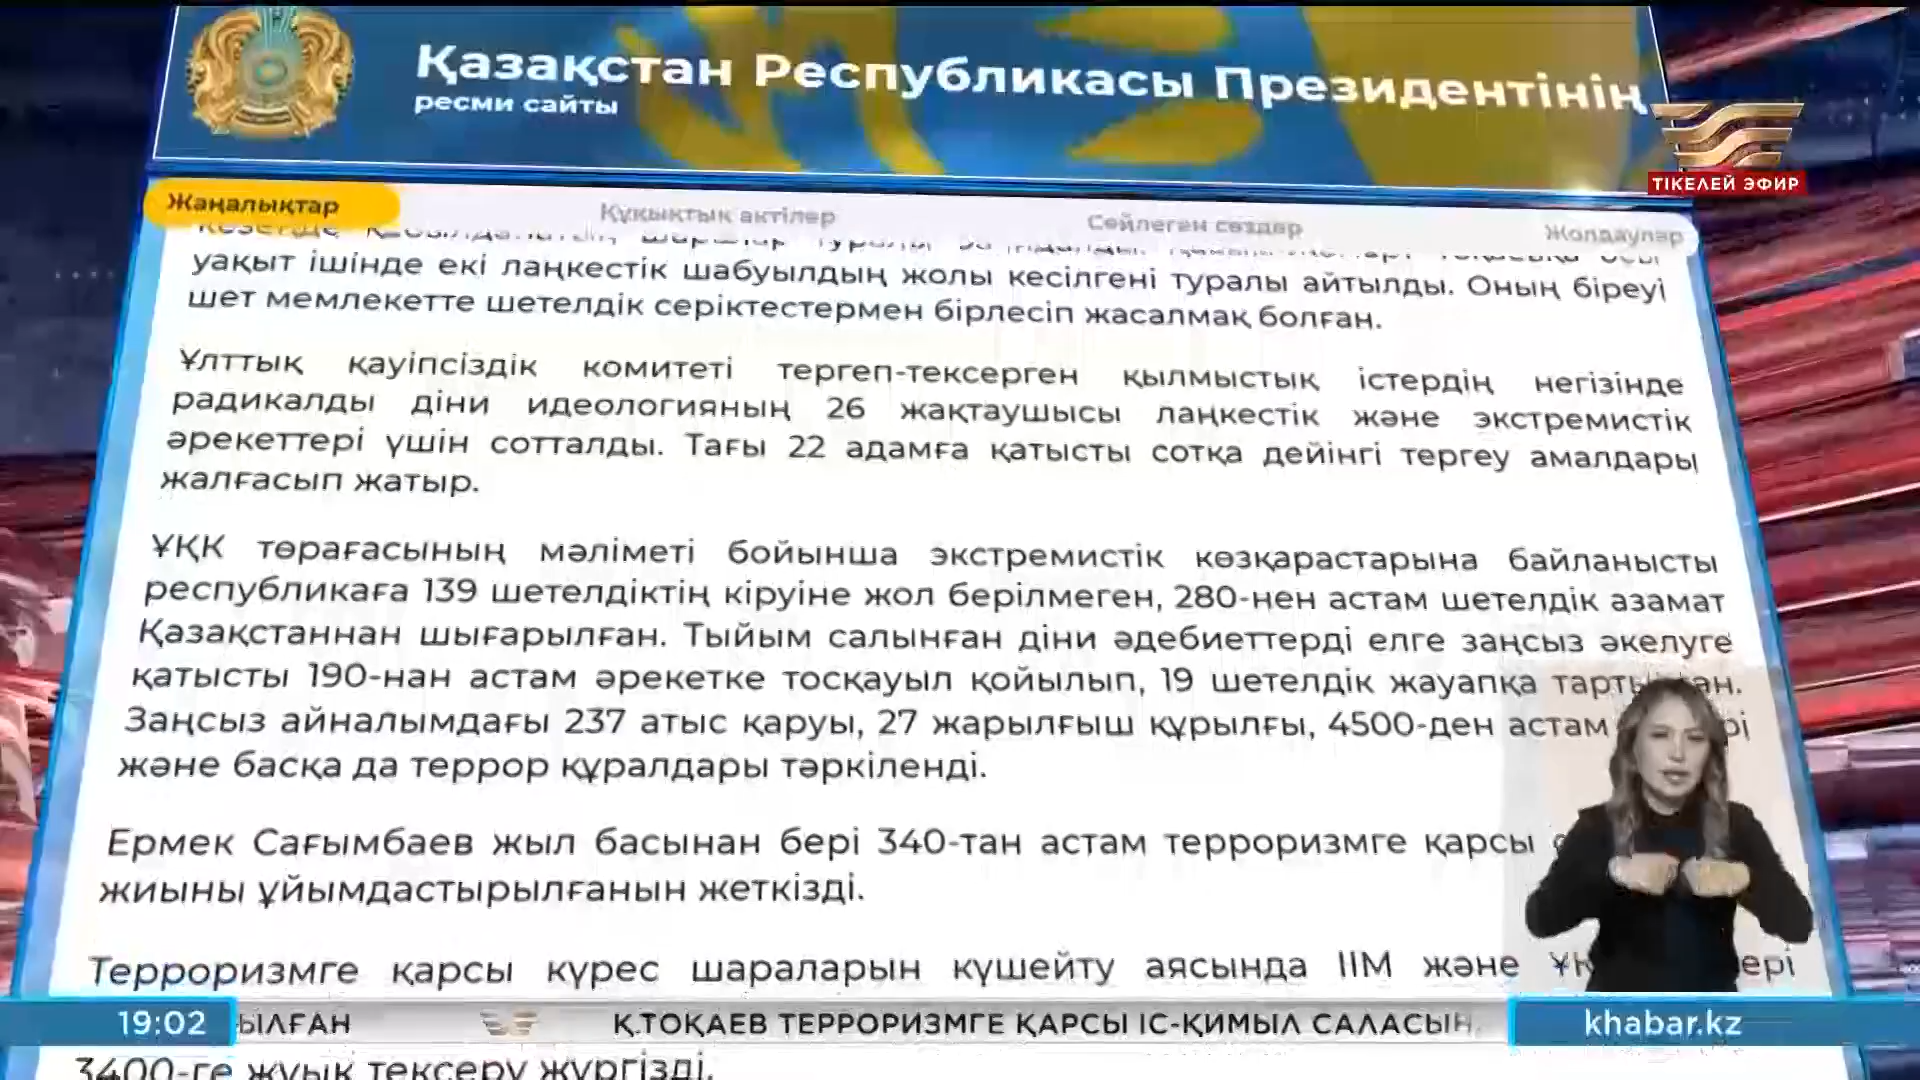 Қазақстан Республикасы Президентінің
ресми сайты
ТІКЕЛЕЙ ЭФИР
Жаңалықтар
Құқықтық актілер
Сөйлеген сөздер
Жолдаулар
уақыт ішінде екі лаңкестік шабуылдың жолы кесілгені туралы айтылды. Оның біреуі
шет мемлекетте шетелдік серіктестермен бірлесіп жасалмақ болған.
Ұлттық қауіпсіздік комитеті тергеп-тексерген қылмыстық істердің негізінде
радикалды діни идеологияның 26 жақтаушысы лаңкестік және экстремистік
әрекеттері үшін сотталды. Тағы 22 адамға қатысты сотқа дейінгі тергеу амалдары
жалғасып жатыр.
ҰҚК төрағасының мәліметі бойынша экстремистік көзқарастарына байланысты
республикаға 139 шетелдіктің кіруіне жол берілмеген, 280-нен астам шетелдік азамат
Қазақстаннан шығарылған. Тыйым салынған діни әдебиеттерді елге заңсыз әкелуге
қатысты 190-нан астам әрекетке тосқауыл қойылып, 19 шетелдік жауапқа
Заңсыз айналымдағы 237 атыс қаруы, 27 жарылғыш құрылғы, 4500-ден астам
және басқа да террор құралдары тәркіленді.
Ермек Сағымбаев жыл басынан бері 340-тан астам терроризмге қарсы
жиыны ұйымдастырылғанын жеткізді.
Терроризмге қарсы күрес шараларын күшейту аясында ІІМ және
19:02 ЫЛҒАН Қ.ТОҚАЕВ ТЕРРОРИЗМГЕ ҚАРСЫ ІС-ҚИМЫЛ САЛАСЫН khabar.kz
3400-ге жуық тексеру жүргізді.